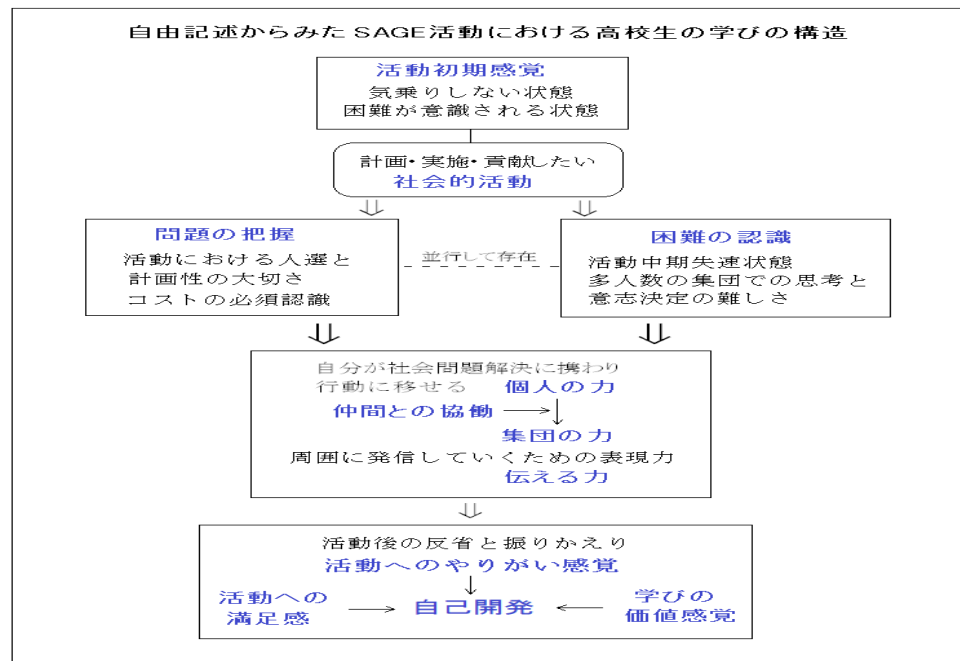 自由記述からみたSAGE活動における高校生の学びの構造
活動初期感覚
気乗りしない状態
困難が意識される状態
計画・実施・貢献したい
社会的活動
問題の把握
活動における人選と
計画性の大切さ
コストの必須認識
並行して存在
困難の認識
活動中期失速状態
多人数の集団での思考と
意志決定の難しさ
自分が社会問題解決に携わり
行動に移せる 個人の力
仲間との協働
集団の力
周囲に発信していくための表現力
伝える力
活動後の反省と振りかえり
活動へのやりがい感覚
活動への
満足感
自己開発
学びの
価値感覚